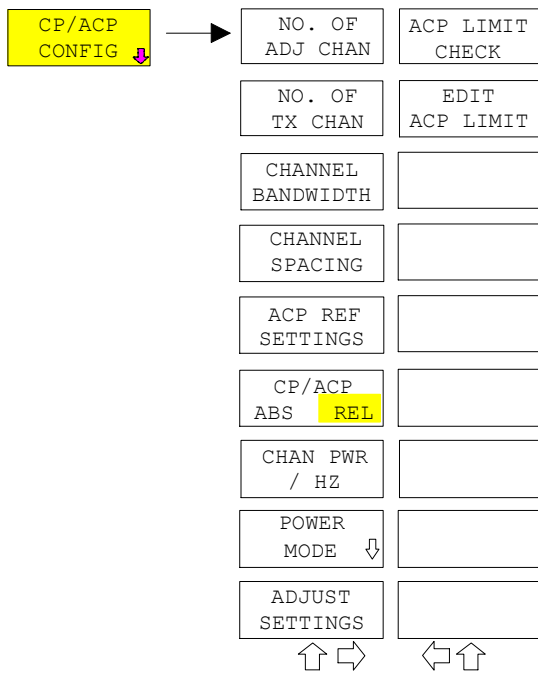 CP/ACP
CONFIG
NO. OF
ADJ CHAN
ACP LIMIT
CHECK
NO. OF
TX CHAN
EDIT
ACP LIMIT
CHANNEL
BANDWIDTH
CHANNEL
SPACING
ACP REF
SETTINGS
CP/ACP
ABS REL
CHAN PWR
/ HZ
POWER
MODE
ADJUST
SETTINGS